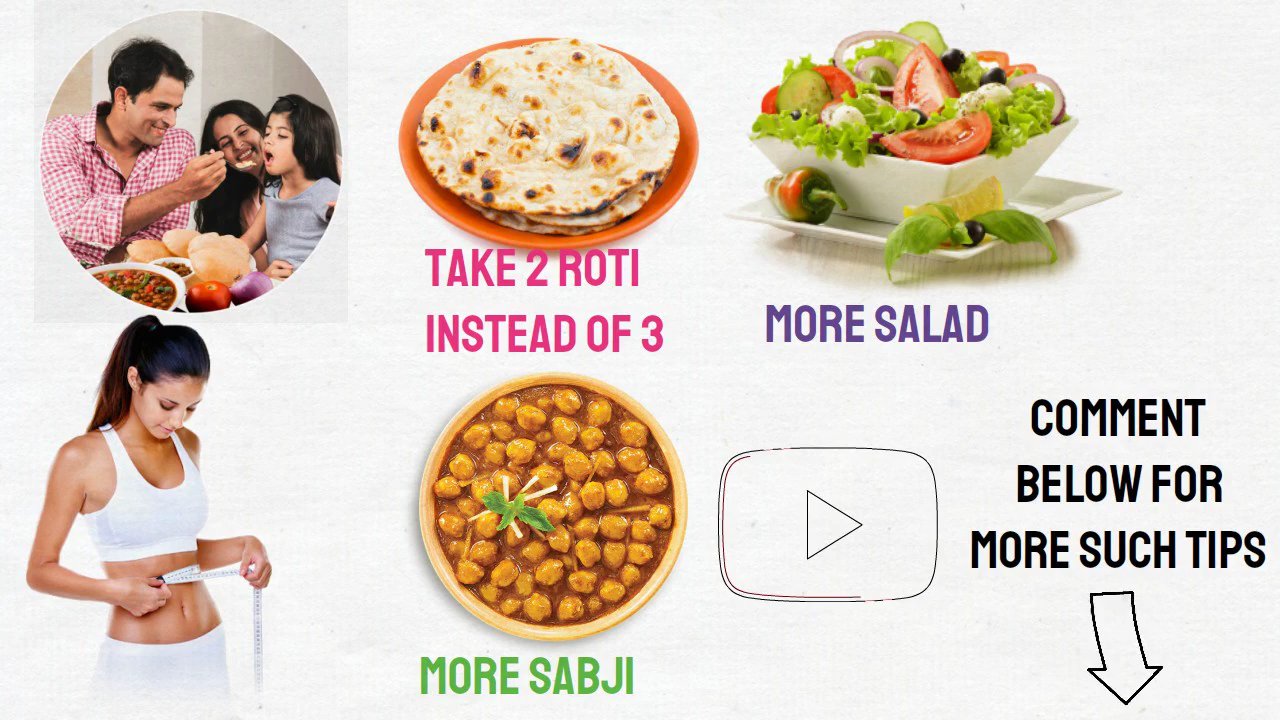 TAKE 2 ROTI
INSTEAD OF 3
MORE SALAD
MORE SABJI
COMMENT
BELOW FOR
MORE SUCH TIPS